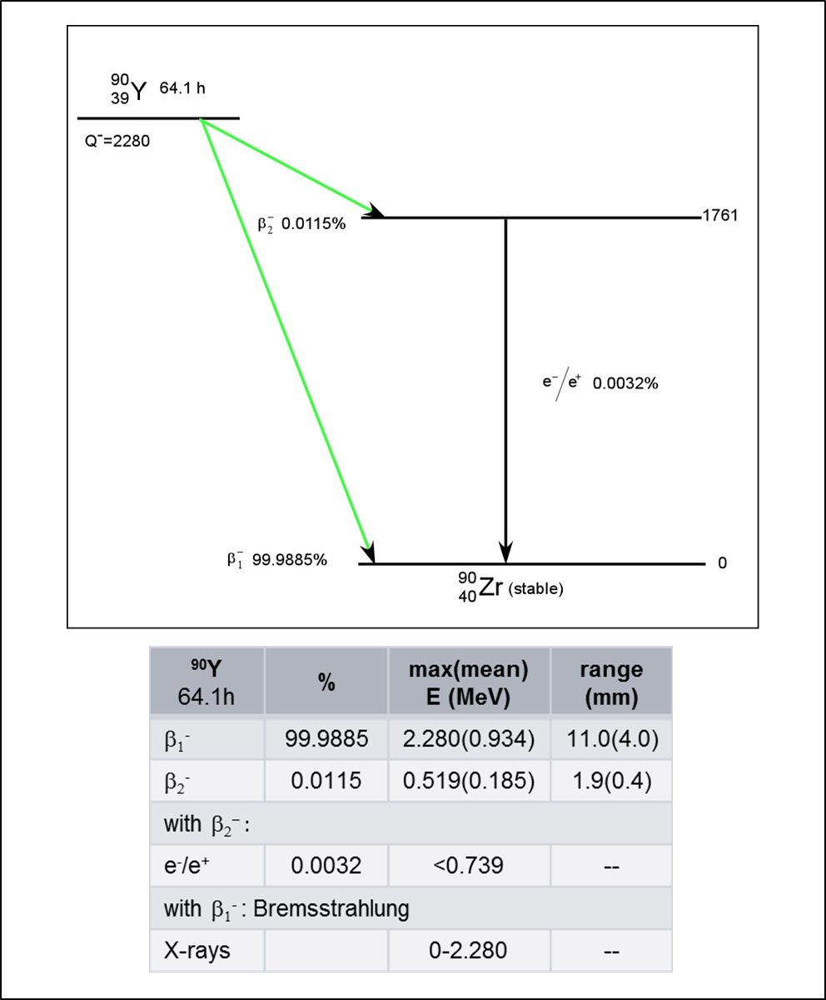 90
39 Y 64.1 h
Q⁻=2280
1761
β₂⁻ 0.0115%
e⁻/e⁺ 0.0032%
β₁⁻ 99.9885%
0
90
40 Zr (stable)
⁹⁰Y % max(mean) range
64.1h E (MeV) (mm)
β₁⁻ 99.9885 2.280(0.934) 11.0(4.0)
β₂⁻ 0.0115 0.519(0.185) 1.9(0.4)
with β₂⁻ :
e⁻/e⁺ 0.0032 <0.739 --
with β₁⁻ : Bremsstrahlung
X-rays 0-2.280 --